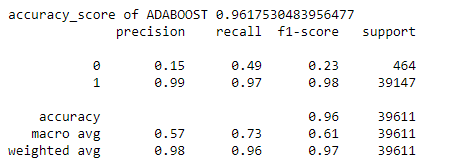 accuracy_score of ADABOOST 0.9617530483956477
precision recall f1-score support
0 0.15 0.49 0.23 464
1 0.99 0.97 0.98 39147
accuracy 0.96 39611
macro avg 0.57 0.73 0.61 39611
weighted avg 0.98 0.96 0.97 39611